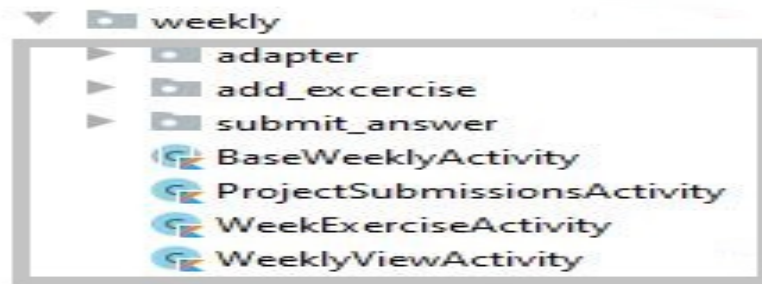 weekly
adapter
add_excercise
submit_answer
BaseWeeklyActivity
ProjectSubmissionsActivity
WeekExerciseActivity
WeeklyViewActivity